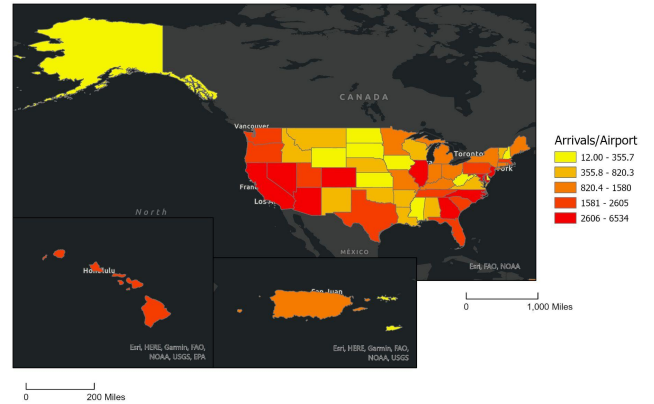 CANADA
Vancouver
Toronto
York
Fran
Los A
North
MÉXICO
Esri, FAO, NOAA
Honolulu
San Juan
Esri, HERE, Garmin, FAO,
NOAA, USGS, EPA
Esri, HERE, Garmin, FAO,
NOAA, USGS
Arrivals/Airport
12.00 - 355.7
355.8 - 820.3
820.4 - 1580
1581 - 2605
2606 - 6534
0 1,000 Miles
0 200 Miles